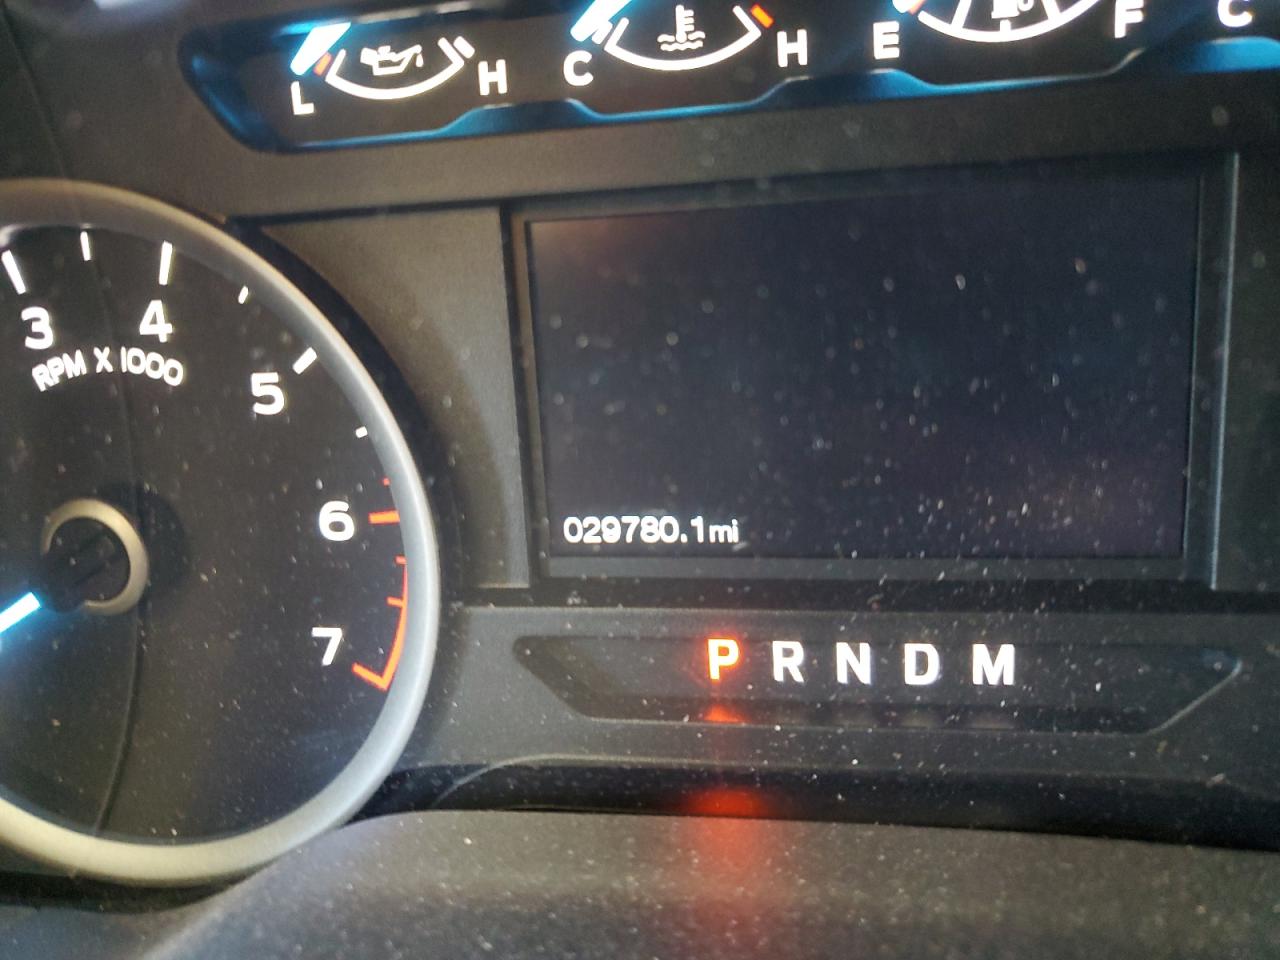 L H C H E F C
3 4 5 6 7
RPM X 1000
029780.1mi
P R N D M